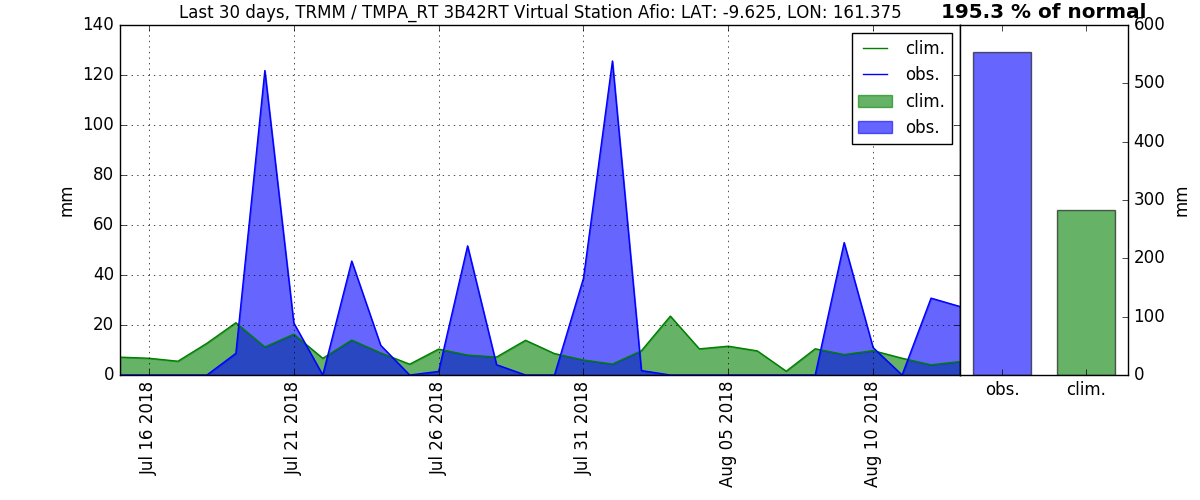 Last 30 days, TRMM / TMPA_RT 3B42RT Virtual Station Afio: LAT: -9.625, LON: 161.375
195.3 % of normal
140
120
100
80
60
40
20
0
mm
clim.
obs.
clim.
obs.
Jul 16 2018
Jul 21 2018
Jul 26 2018
Jul 31 2018
Aug 05 2018
Aug 10 2018
600
500
400
300
200
100
0
mm
obs.
clim.